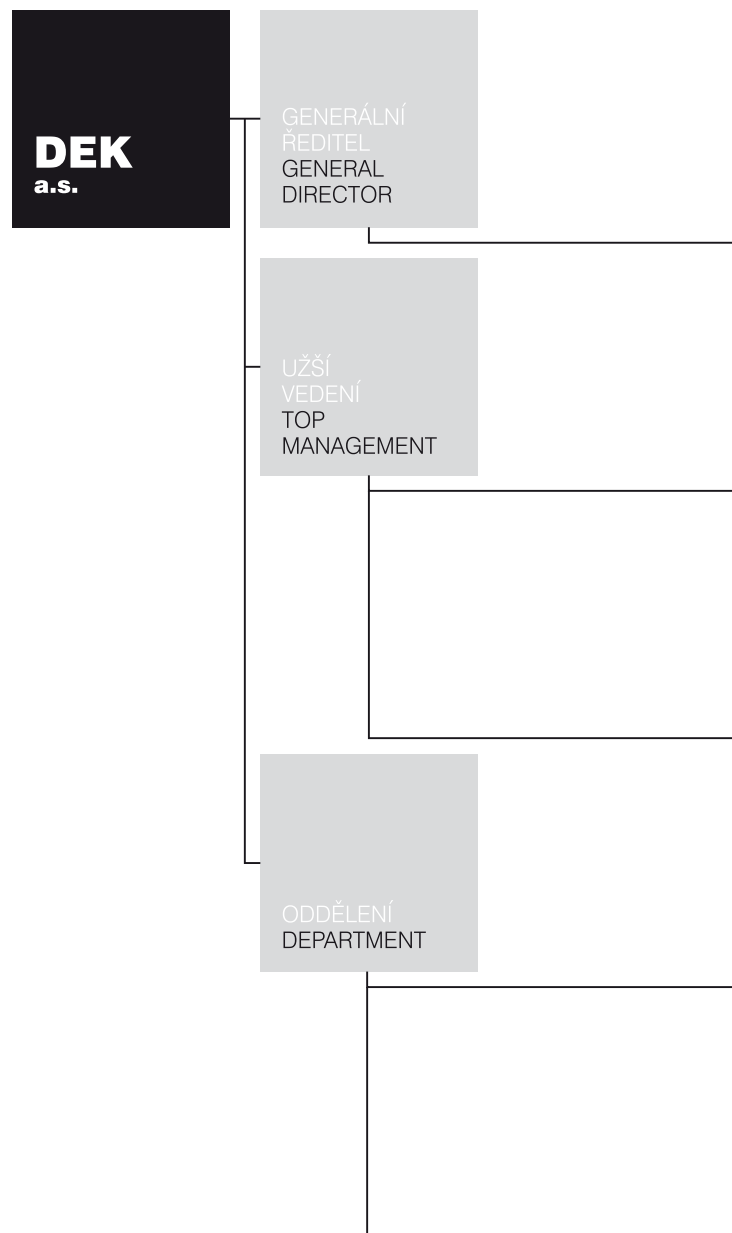 DEK
a.s.
GENERÁLNÍ
ŘEDITEL
GENERAL
DIRECTOR
UŽŠÍ
VEDENÍ
TOP
MANAGEMENT
ODDĚLENÍ
DEPARTMENT